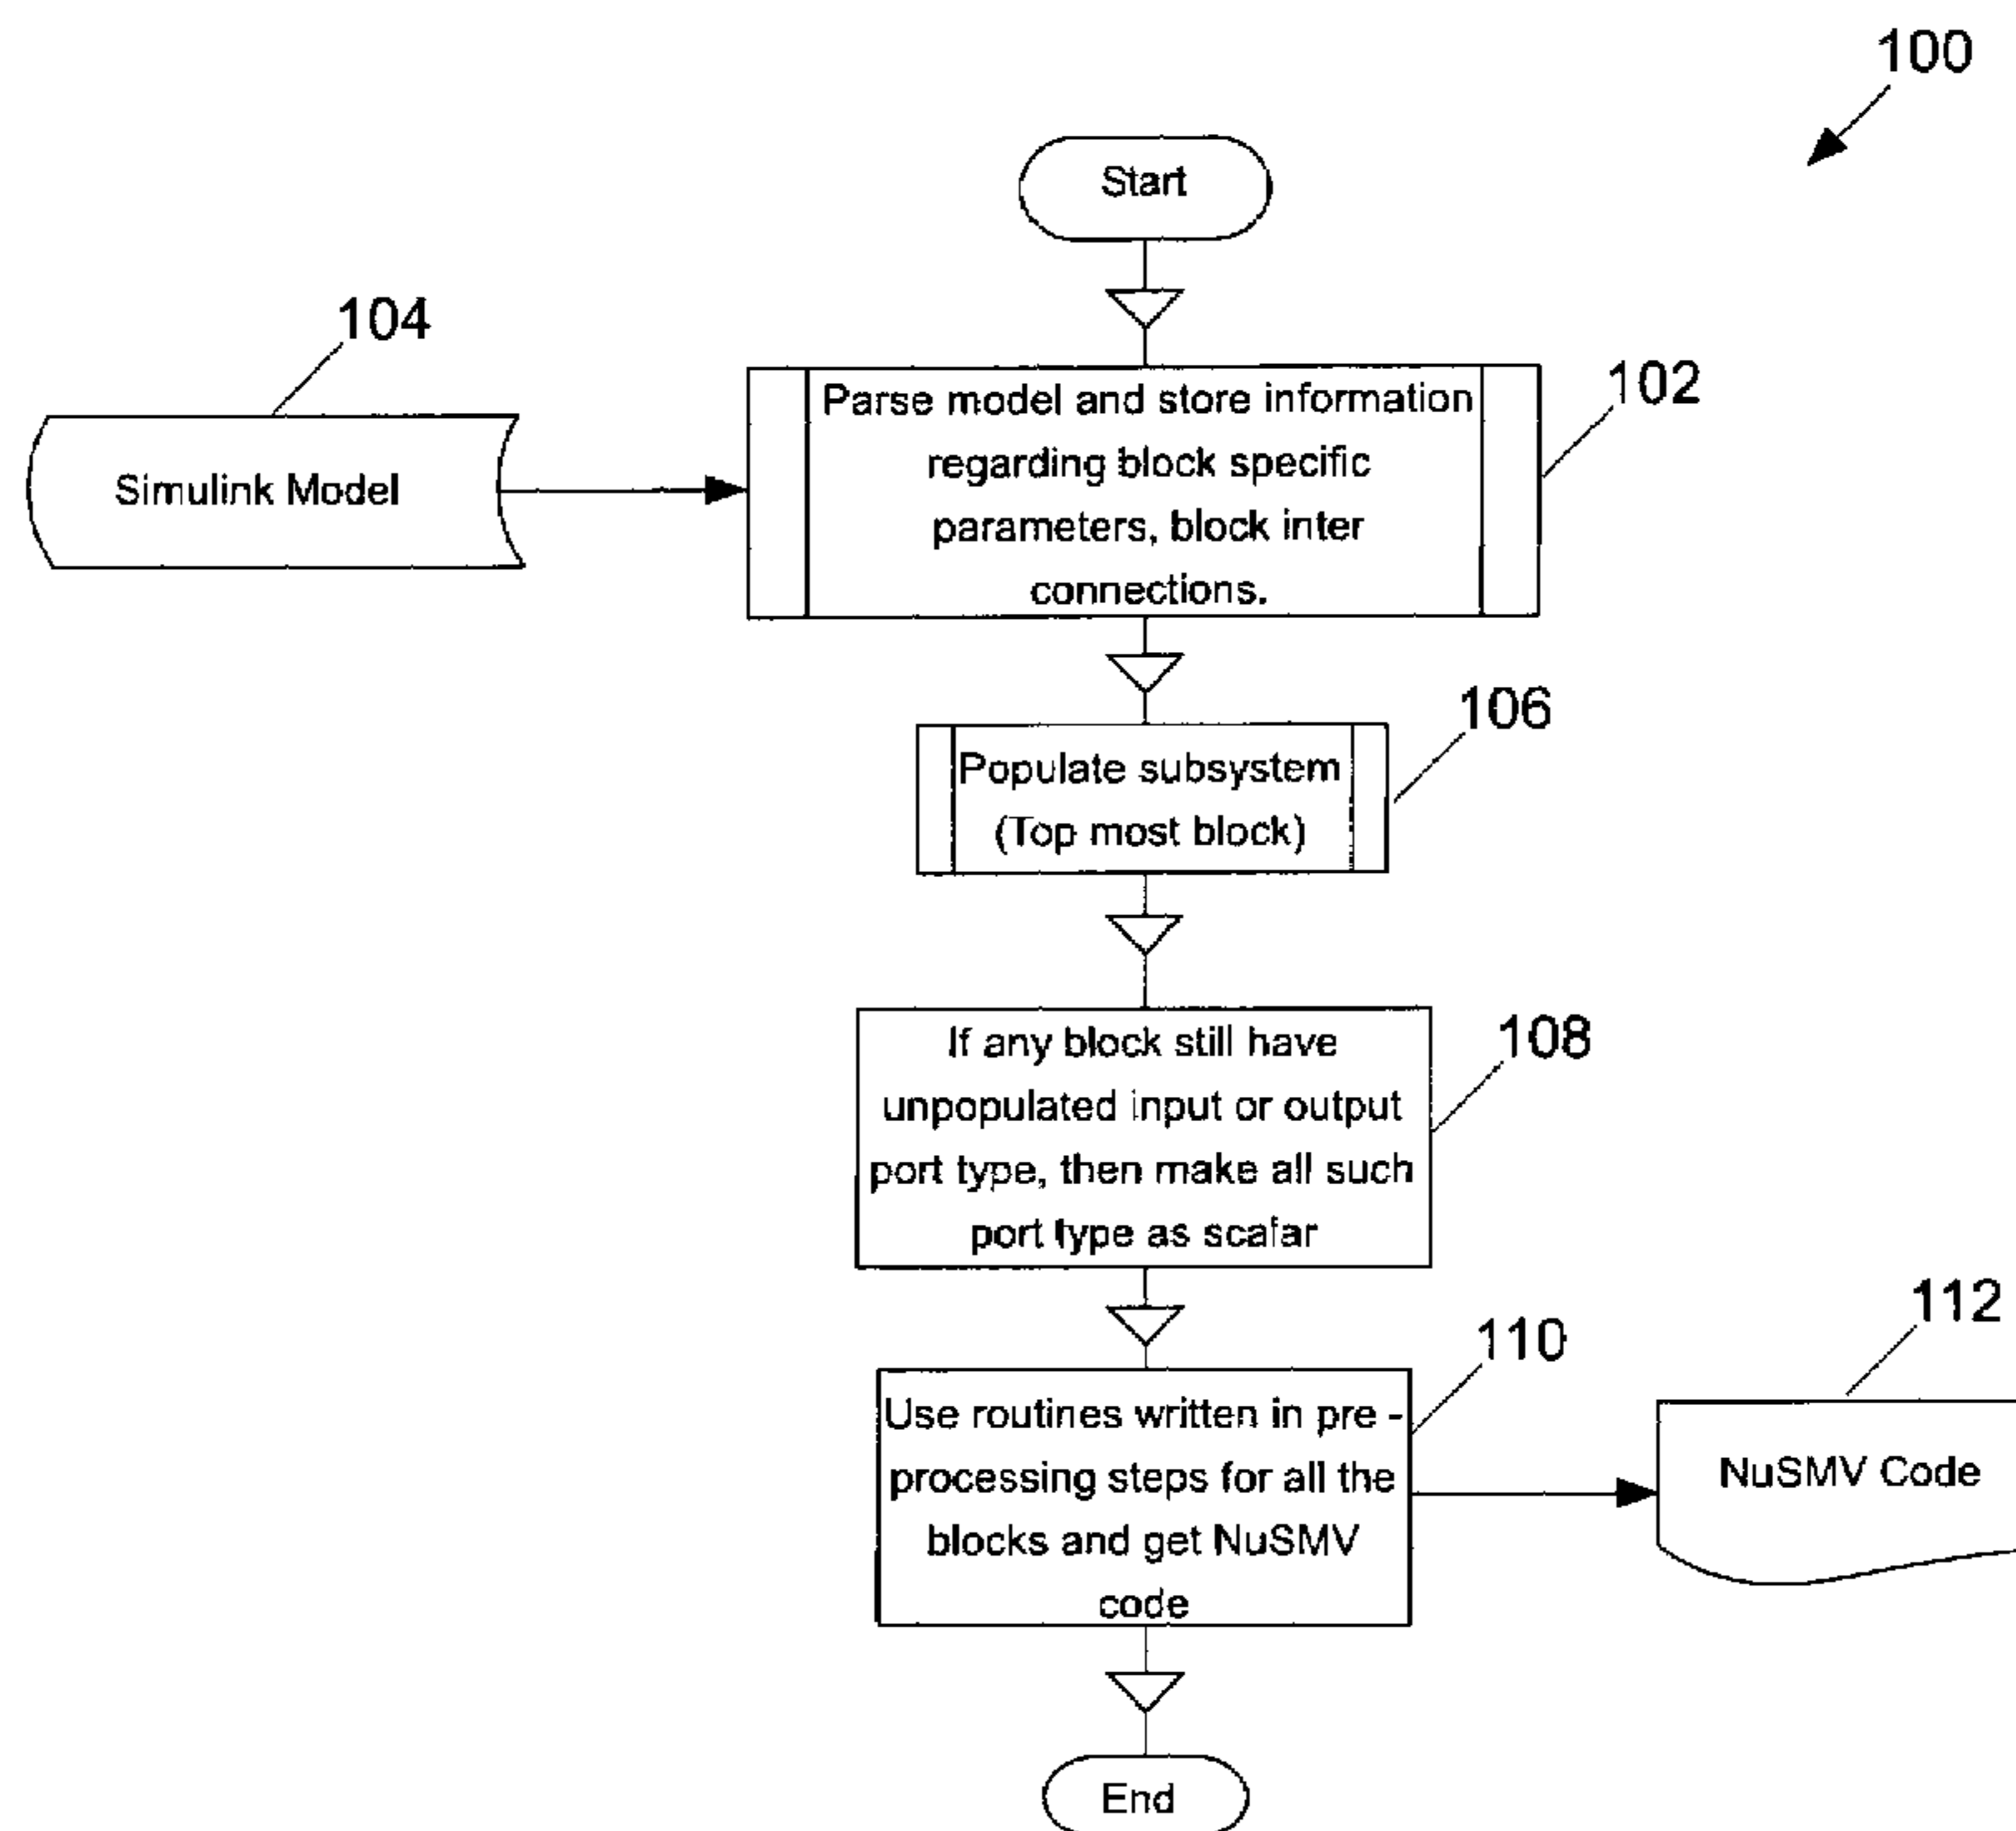 100
Start
104
102
Simulink Model
Parse model and store information
regarding block specific
parameters, block inter
connections.
106
Populate subsystem
(Top most block)
108
If any block still have
unpopulated input or output
port type, then make all such
port type as scalar
110
112
Use routines written in pre -
processing steps for all the
blocks and get NuSMV
code
NuSMV Code
End